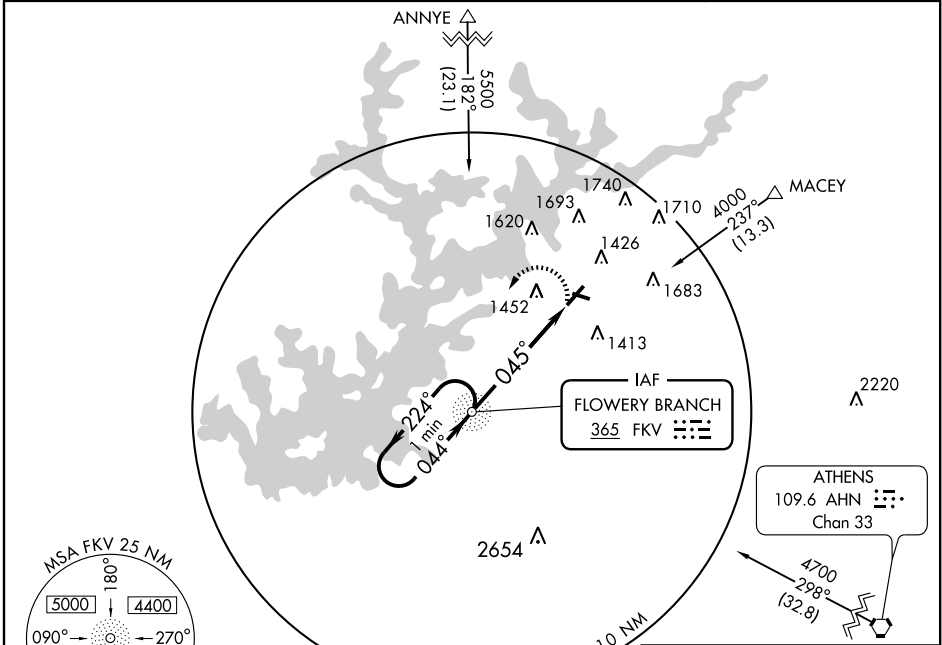 ANNYE
5500
182°
(23.1)
MACEY
4000
237°
(13.3)
1740
1693
1710
1620
1426
1683
1452
1413
045°
IAF
FLOWERY BRANCH
365 FKV
2220
224°
1 min
044°
ATHENS
109.6 AHN
Chan 33
2654
4700
298°
(32.8)
MSA FKV 25 NM
180°
5000
4400
090°
270°
10 NM